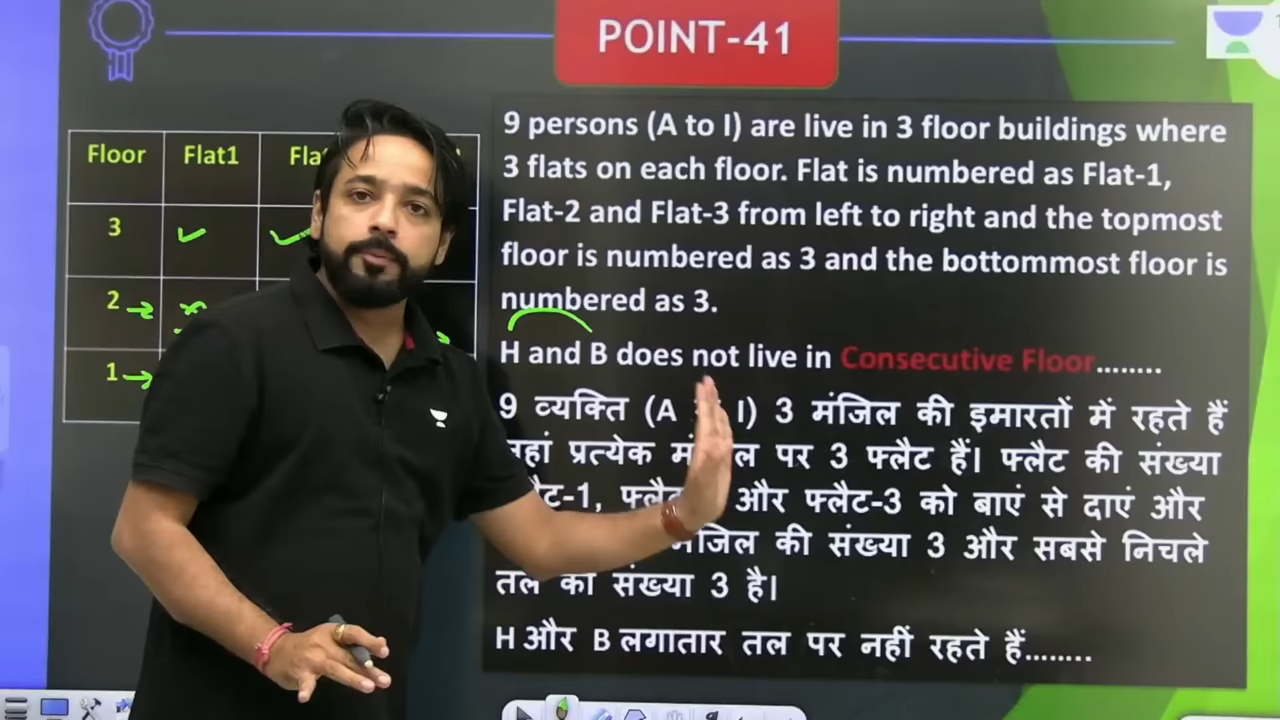 POINT-41
Floor Flat1
3
2
1
9 persons (A to I) are live in 3 floor buildings where
3 flats on each floor. Flat is numbered as Flat-1,
Flat-2 and Flat-3 from left to right and the topmost
floor is numbered as 3 and the bottommost floor is
numbered as 3.
H and B does not live in Consecutive Floor........
9 व्यक्ति (A I) 3 मंजिल की इमारतों में रहते हैं
प्रत्येक पर 3 फ्लैट हैं। फ्लैट की संख्या
और फ्लैट-3 को बाएं से दाएं और
की संख्या 3 और सबसे निचले
तल की संख्या 3 है।
H और B लगातार तल पर नहीं रहते हैं........